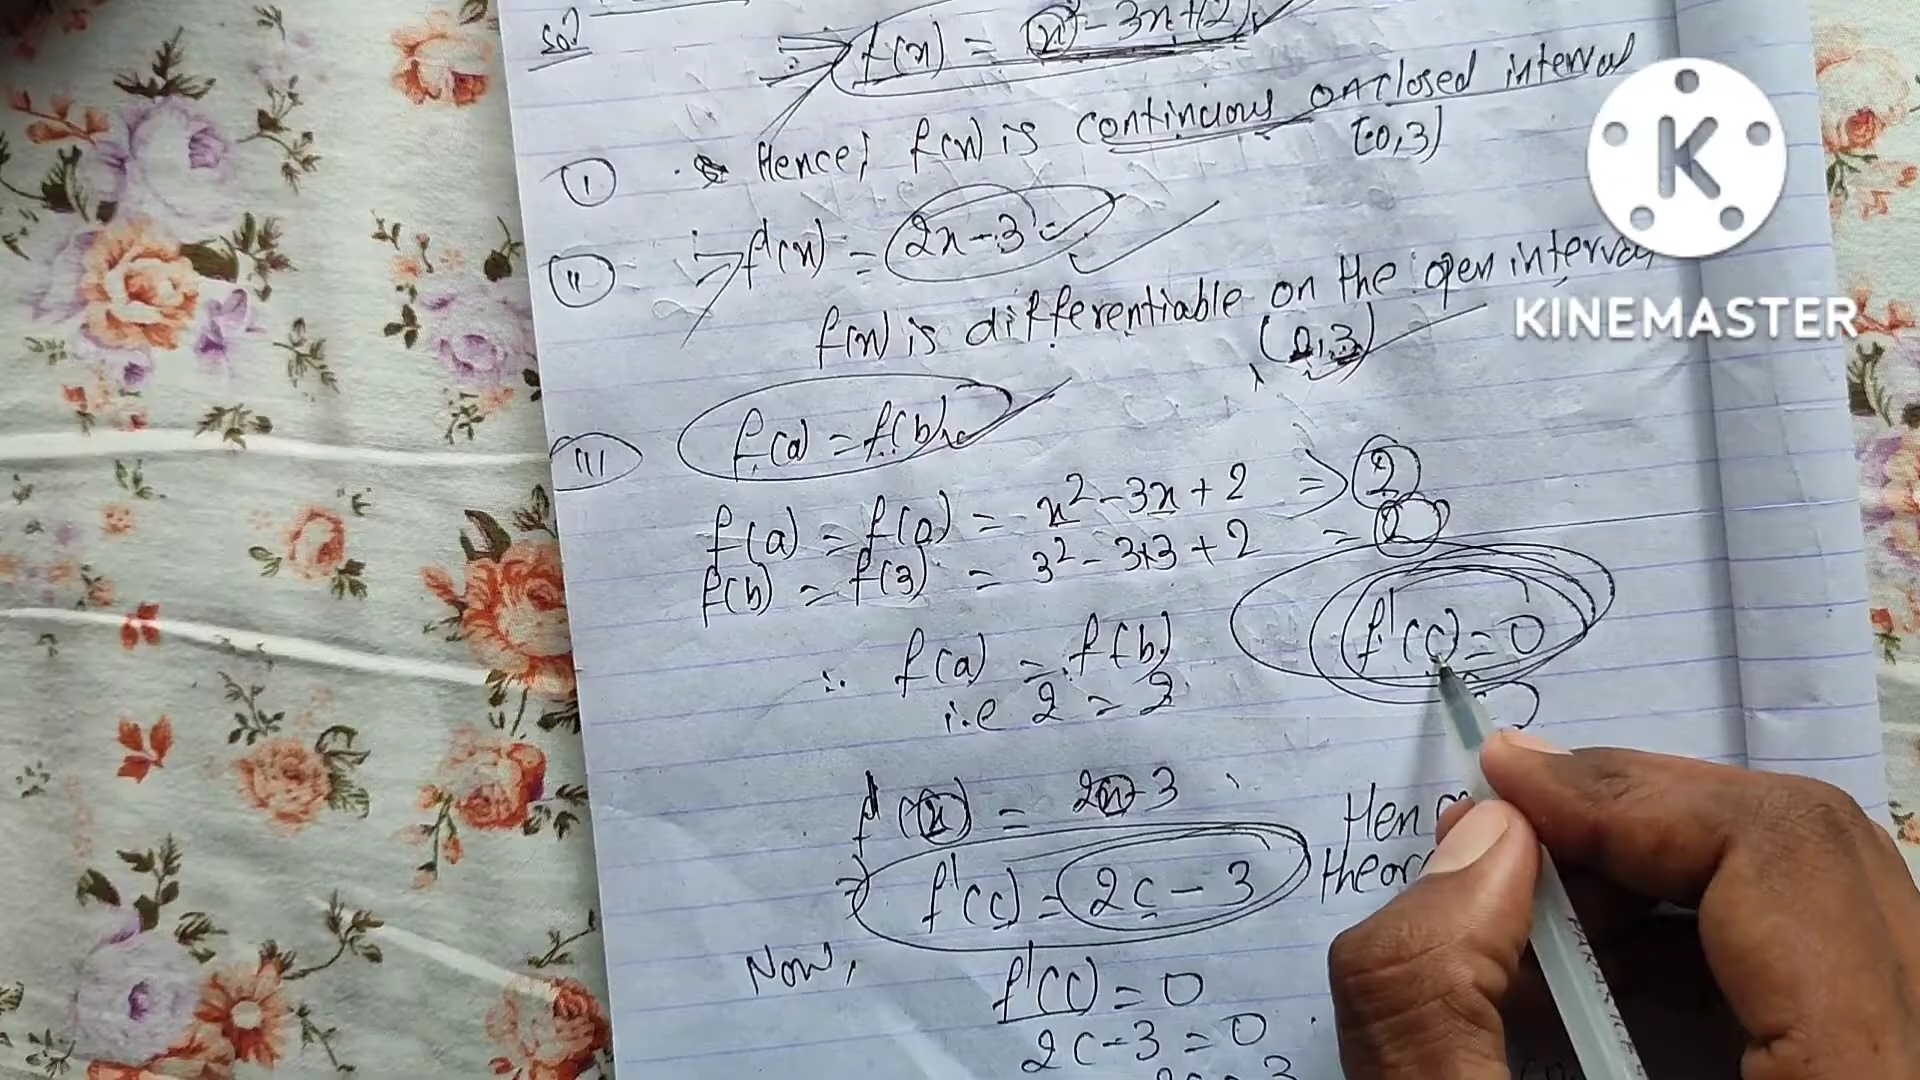 Sol
⇒ f(x) = x² - 3x + 2
(i) Hence; f(x) is continuous on closed interval
[0, 3]
(ii) f'(x) = 2x - 3
f(x) is differentiable on the open interval
(0, 3)
(iii) f(a) = f(b)
f(a) = f(0) = x² - 3x + 2 ⇒ 2
f(b) = f(3) = 3² - 3×3 + 2 = 2
f'(c) = 0
∴ f(a) = f(b)
i.e 2 = 2
f'(x) = 2x - 3
⇒ f'(c) = 2c - 3
Now,
f'(c) = 0
2c - 3 = 0
K
KINEMASTER